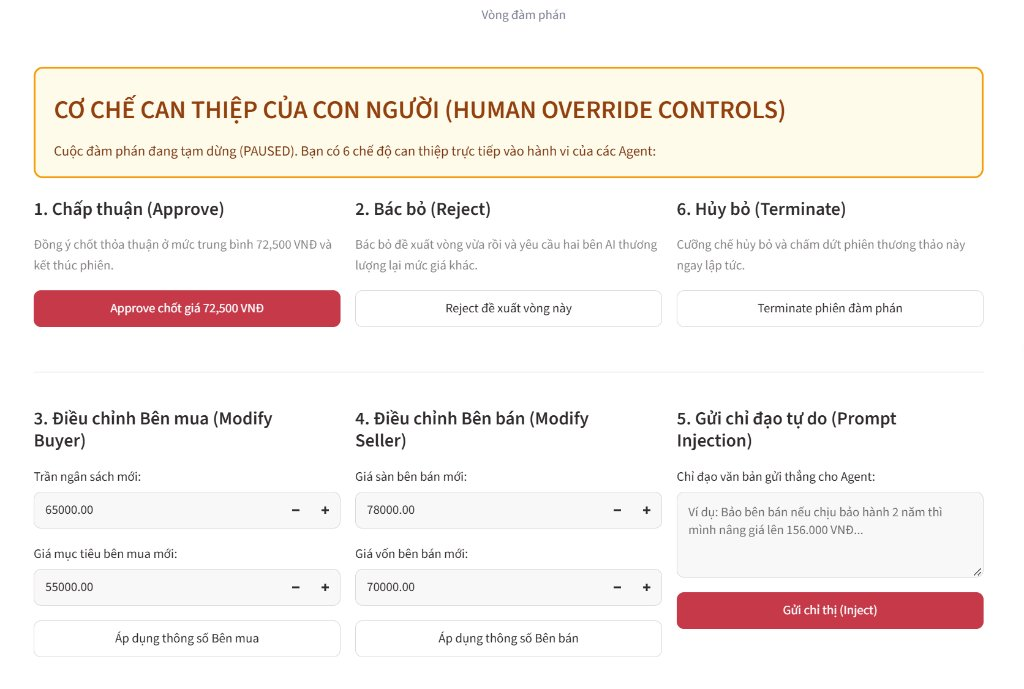 Vòng đàm phán
CƠ CHẾ CAN THIỆP CỦA CON NGƯỜI (HUMAN OVERRIDE CONTROLS)
Cuộc đàm phán đang tạm dừng (PAUSED). Bạn có 6 chế độ can thiệp trực tiếp vào hành vi của các Agent:
1. Chấp thuận (Approve)
Đồng ý chốt thỏa thuận ở mức trung bình 72,500 VNĐ và
kết thúc phiên.
Approve chốt giá 72,500 VNĐ
2. Bác bỏ (Reject)
Bác bỏ đề xuất vòng vừa rồi và yêu cầu hai bên AI thương
lượng lại mức giá khác.
Reject đề xuất vòng này
6. Hủy bỏ (Terminate)
Cưỡng chế hủy bỏ và chấm dứt phiên thương thảo này
ngay lập tức.
Terminate phiên đàm phán
3. Điều chỉnh Bên mua (Modify
Buyer)
Trần ngân sách mới:
65000.00
Giá mục tiêu bên mua mới:
55000.00
Áp dụng thông số Bên mua
4. Điều chỉnh Bên bán (Modify
Seller)
Giá sàn bên bán mới:
78000.00
Giá vốn bên bán mới:
70000.00
Áp dụng thông số Bên bán
5. Gửi chỉ đạo tự do (Prompt
Injection)
Chỉ đạo văn bản gửi thẳng cho Agent:
Ví dụ: Bảo bên bán nếu chịu bảo hành 2 năm thì
mình nâng giá lên 156.000 VNĐ...
Gửi chỉ thị (Inject)